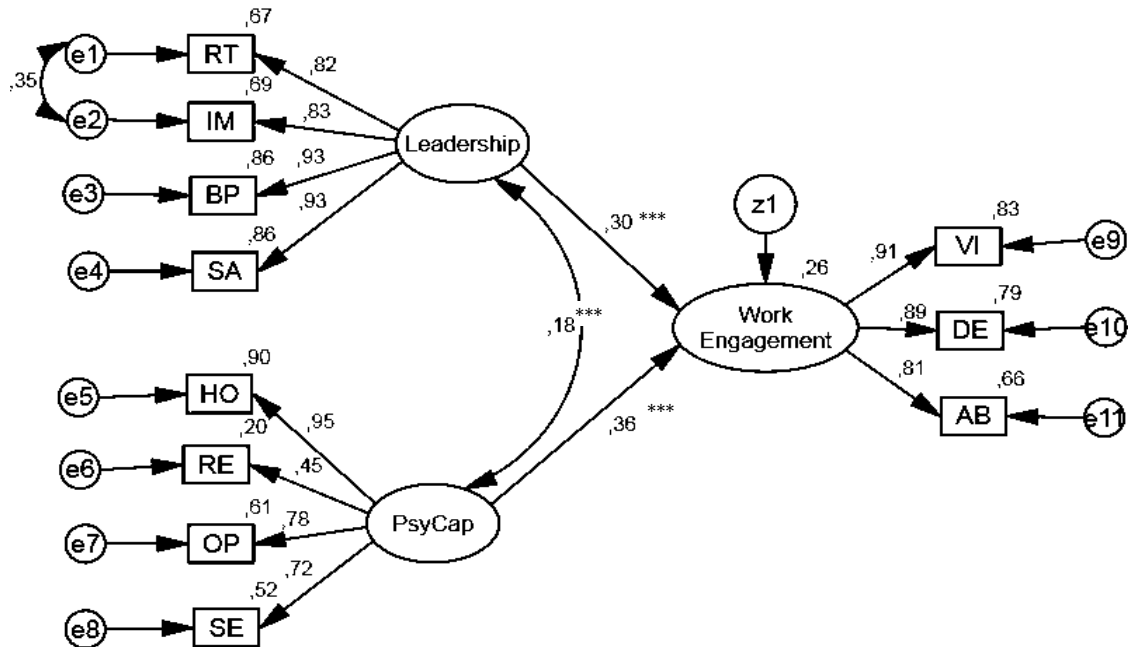 ,67
e1
RT
,82
,35
,69
e2
IM
,83
Leadership
,86
,93
e3
BP
,93
,86
e4
SA
z1
,30 ***
,83
VI
e9
,91
,26
Work
Engagement
,79
,89
DE
e10
,18***
,81
,66
AB
e11
,90
e5
HO
,95
,36 ***
,20
e6
RE
,45
,61
,78
e7
OP
PsyCap
,72
,52
e8
SE